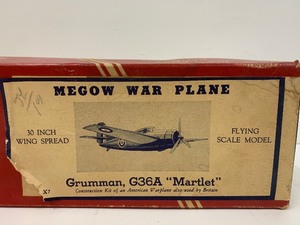 MEGOW WAR PLANE
30 INCH
WING SPREAD
FLYING
SCALE MODEL
Grumman, G36A "Martlet"
Construction Kit of an American Warplane also used by Britain
X7